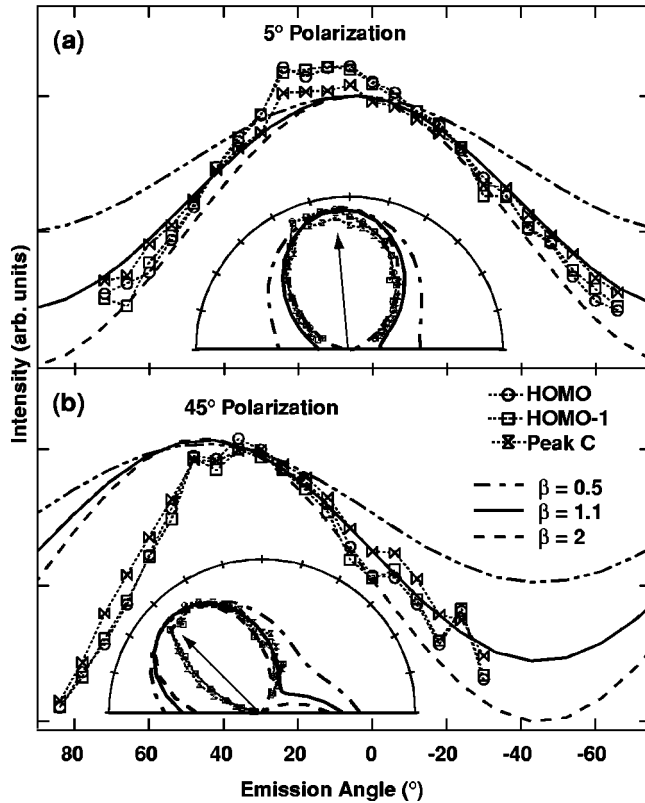 (a)
5° Polarization
Intensity (arb. units)
(b)
45° Polarization
HOMO
HOMO-1
Peak C
β = 0.5
β = 1.1
β = 2
80 60 40 20 0 -20 -40 -60
Emission Angle (°)